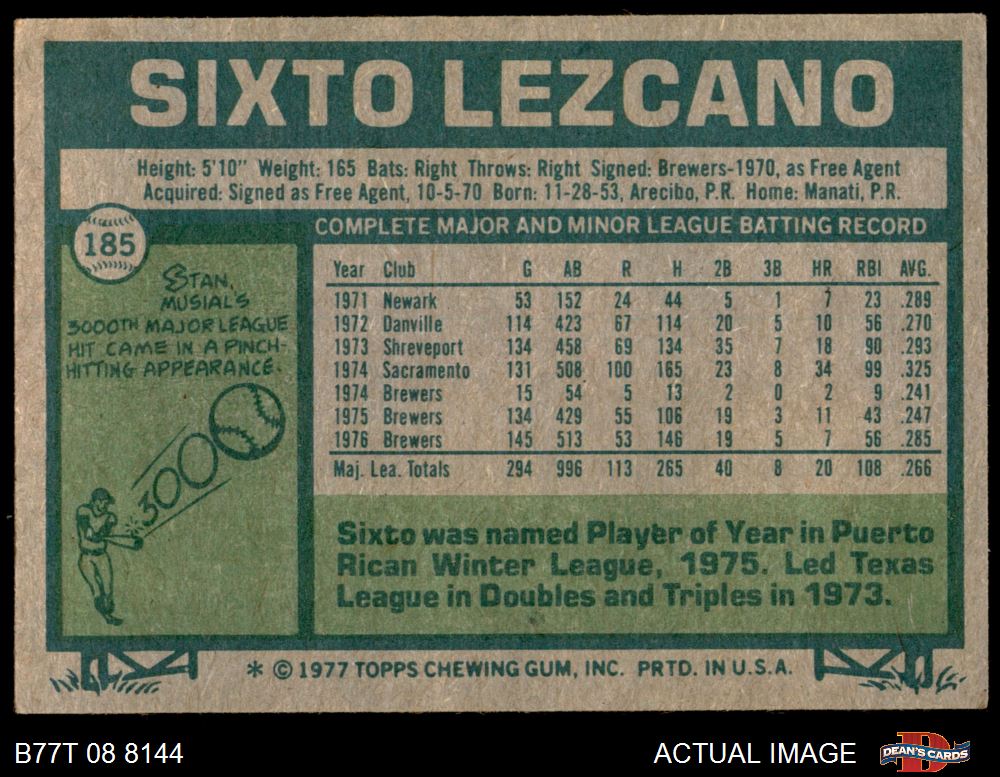 SIXTO LEZCANO
Height: 5'10" Weight: 165 Bats: Right Throws: Right Signed: Brewers-1970, as Free Agent
Acquired: Signed as Free Agent, 10-5-70 Born: 11-28-53, Arecibo, P.R. Home: Manati, P.R.
185
STAN
MUSIAL'S
3000TH MAJOR LEAGUE
HIT CAME IN A PINCH-
HITTING APPEARANCE.
3000
COMPLETE MAJOR AND MINOR LEAGUE BATTING RECORD
Year Club G AB R H 2B 3B HR RBI AVG.
1971 Newark 53 152 24 44 5 1 7 23 .289
1972 Danville 114 423 67 114 20 5 10 56 .270
1973 Shreveport 134 458 69 134 35 7 18 90 .293
1974 Sacramento 131 508 100 165 23 8 34 99 .325
1974 Brewers 15 54 5 13 2 0 2 9 .241
1975 Brewers 134 429 55 106 19 3 11 43 .247
1976 Brewers 145 513 53 146 19 5 7 56 .285
Maj. Lea. Totals 294 996 113 265 40 8 20 108 .266
Sixto was named Player of Year in Puerto
Rican Winter League, 1975. Led Texas
League in Doubles and Triples in 1973.
* © 1977 TOPPS CHEWING GUM, INC. PRTD. IN U.S.A.
B77T 08 8144
ACTUAL IMAGE
D
DEAN'S CARDS